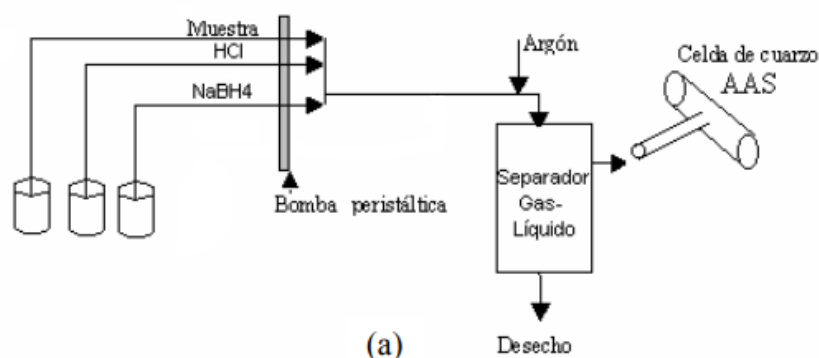 Muestra
HCl
NaBH4
Bomba peristáltica
Argón
Separador
Gas-
Líquido
Desecho
Celda de cuarzo
AAS
(a)